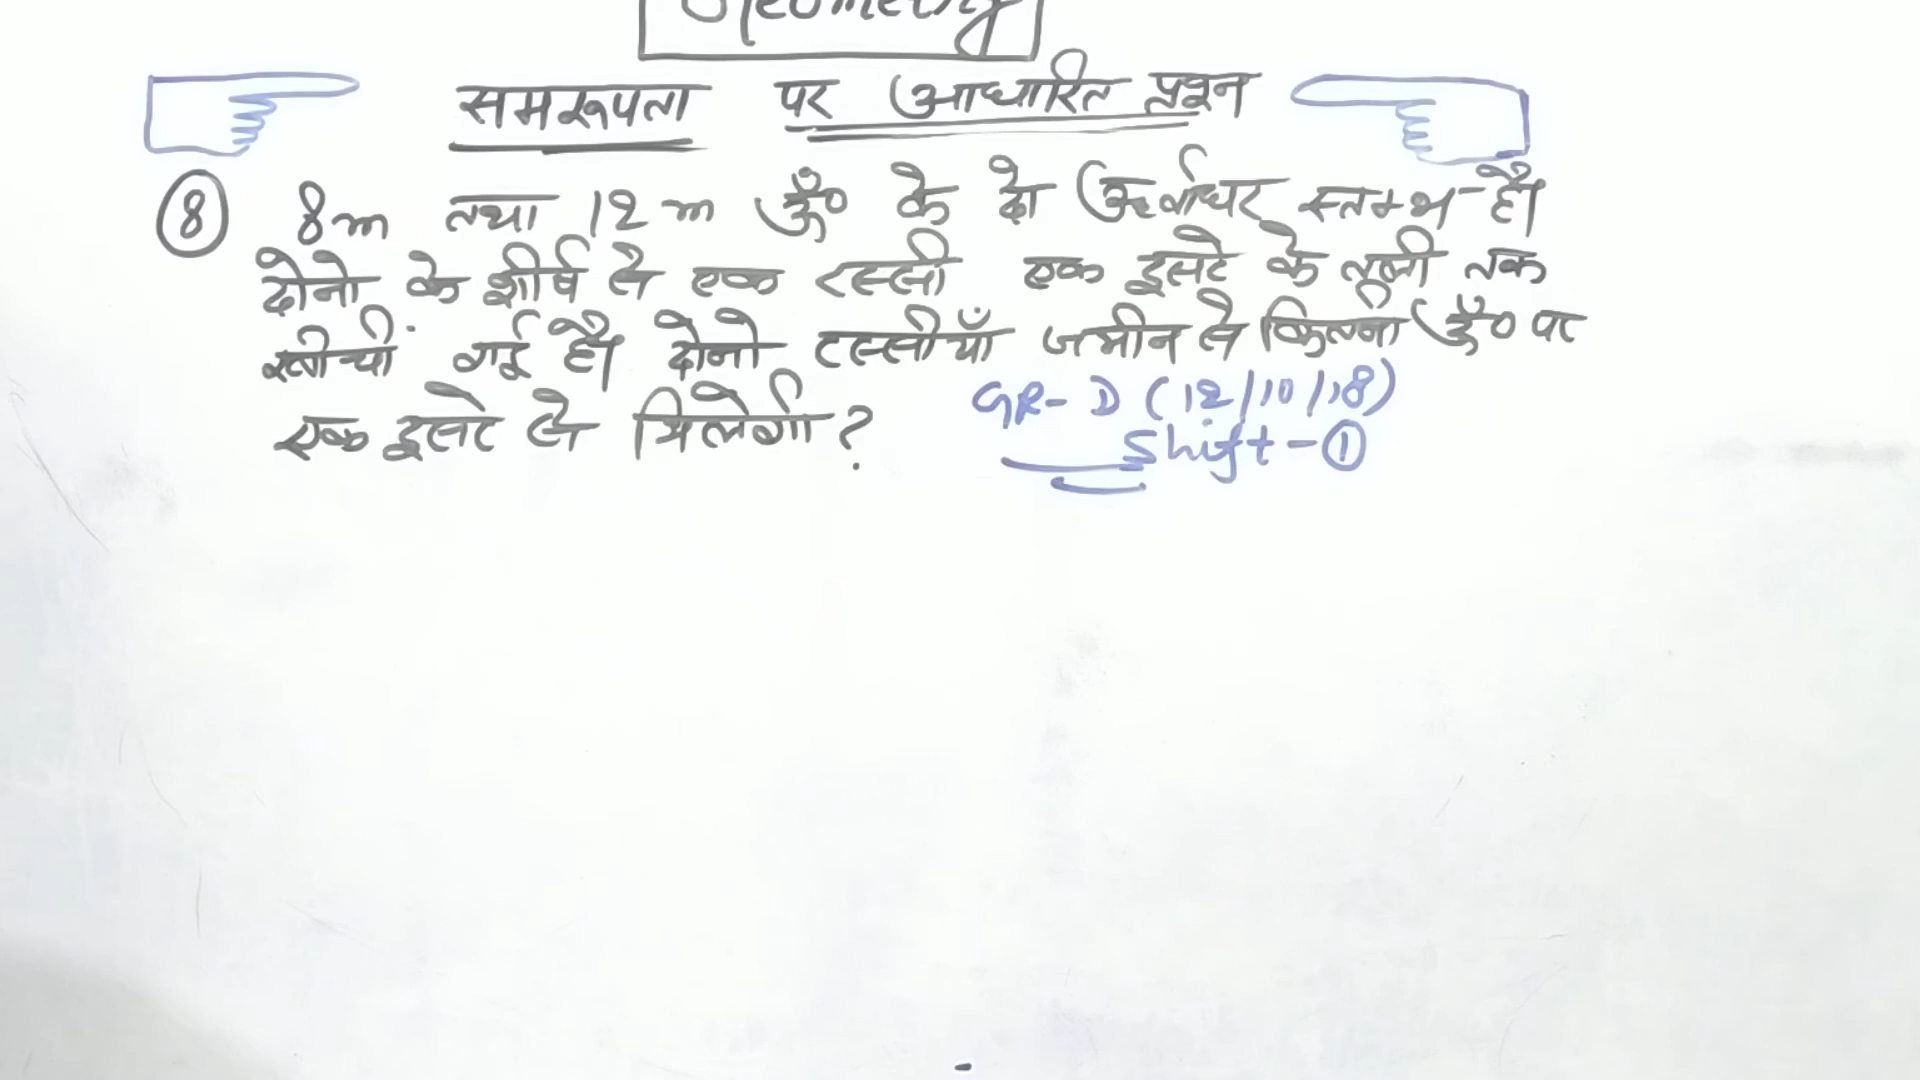 Geometry
समरूपता पर आधारित प्रश्न
⑧ 8m तथा 12m ऊँ० के दो ऊर्ध्वाधर स्तम्भ है।
दोनो के शीर्ष से एक रस्सी एक दुसरे के तली तक
खींची गई है। दोनो रस्सीयाँ जमीन से कितनी ऊँ० पर
एक दुसरे से मिलेगी?
GR-D (12/10/18)
Shift-①